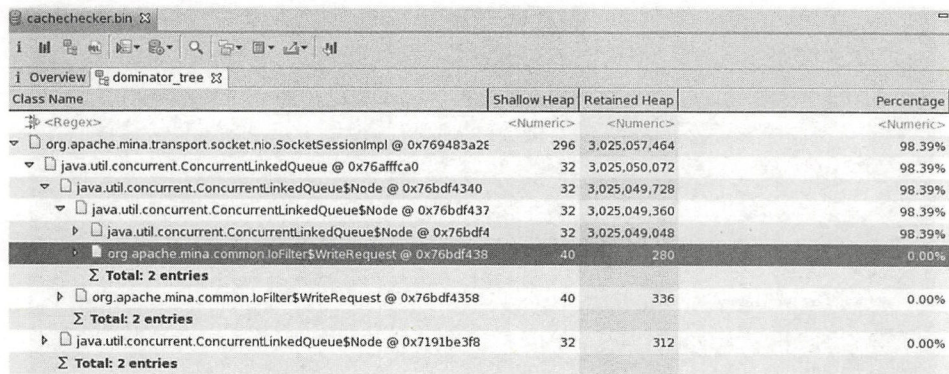 cachechecker.bin
i
i Overview dominator_tree
Class Name Shallow Heap Retained Heap Percentage
<Regex> <Numeric> <Numeric> <Numeric>
org.apache.mina.transport.socket.nio.SocketSessionImpl @ 0x769483a2 296 3,025,057,464 98.39%
java.util.concurrent.ConcurrentLinkedQueue @ 0x76afffca0 32 3,025,050,072 98.39%
java.util.concurrent.ConcurrentLinkedQueue$Node @ 0x76bdf4340 32 3,025,049,728 98.39%
java.util.concurrent.ConcurrentLinkedQueue$Node @ 0x76bdf437 32 3,025,049,360 98.39%
java.util.concurrent.ConcurrentLinkedQueue$Node @ 0x76bdf4 32 3,025,049,048 98.39%
org.apache.mina.common.IoFilter$WriteRequest @ 0x76bdf438 40 280 0.00%
Σ Total: 2 entries
org.apache.mina.common.IoFilter$WriteRequest @ 0x76bdf4358 40 336 0.00%
Σ Total: 2 entries
java.util.concurrent.ConcurrentLinkedQueue$Node @ 0x7191be3f8 32 312 0.00%
Σ Total: 2 entries